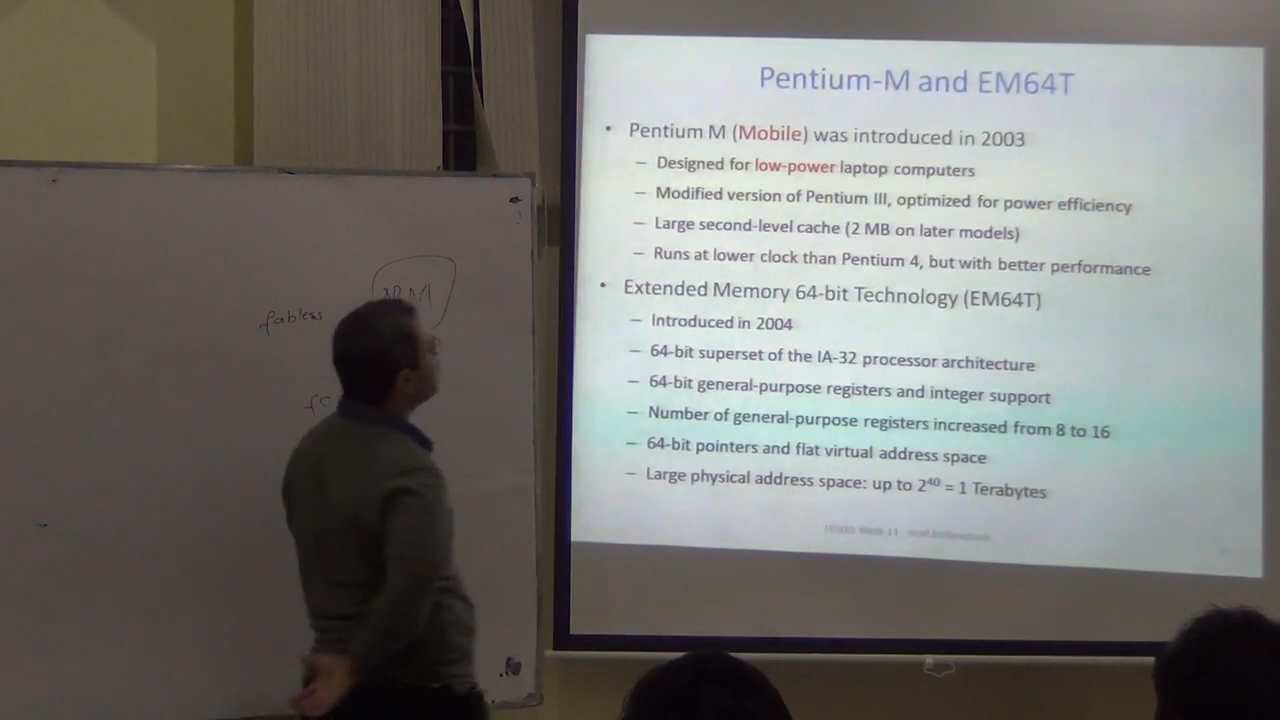 Pentium-M and EM64T
• Pentium M (Mobile) was introduced in 2003
– Designed for low-power laptop computers
– Modified version of Pentium III, optimized for power efficiency
– Large second-level cache (2 MB on later models)
– Runs at lower clock than Pentium 4, but with better performance
• Extended Memory 64-bit Technology (EM64T)
– Introduced in 2004
– 64-bit superset of the IA-32 processor architecture
– 64-bit general-purpose registers and integer support
– Number of general-purpose registers increased from 8 to 16
– 64-bit pointers and flat virtual address space
– Large physical address space: up to 2⁴⁰ = 1 Terabytes
fabless